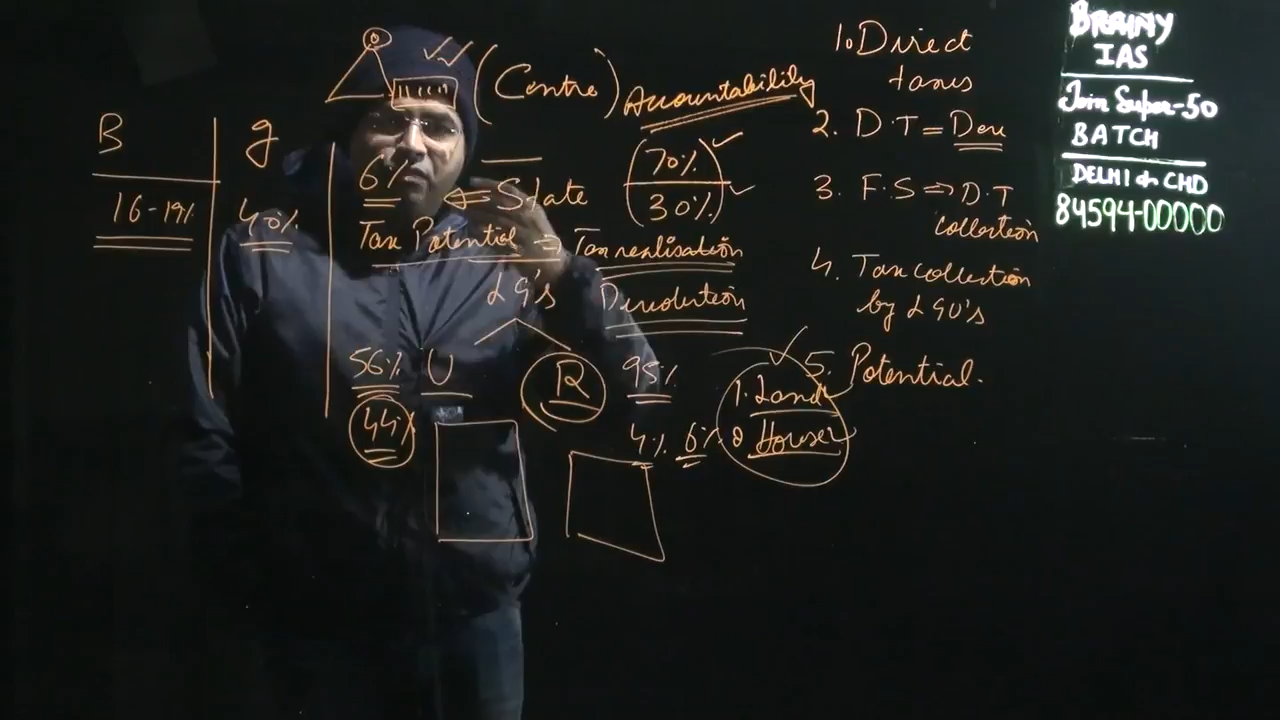 B
16-19%
g
40%
(Centre)
Accountability
6% <= State
70%
30%
Tax Potential => Tax realisation
LG's
Devolution
56% U
44%
R
95%
4% 6%
1. Land
2 Houses
1. Direct
taxes
2. D.T = Dev
3. F.S => D.T
collection
4. Tax collection
by LGO's
5. Potential.
BRAINY
IAS
Join Super-50
BATCH
DELHI & CHD
84594-00000